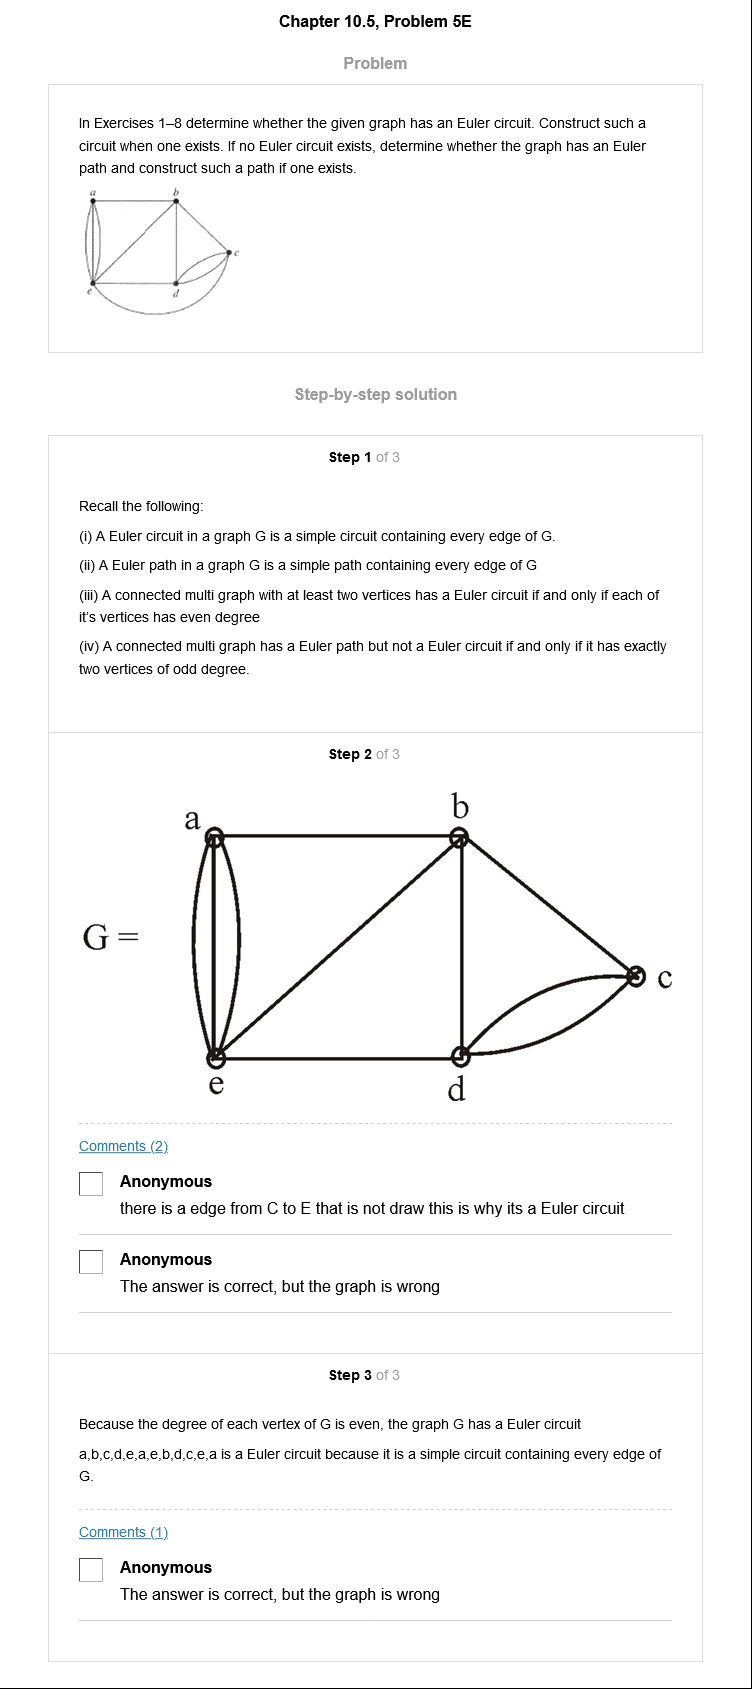 Chapter 10.5, Problem 5E
Problem
In Exercises 1–8 determine whether the given graph has an Euler circuit. Construct such a
circuit when one exists. If no Euler circuit exists, determine whether the graph has an Euler
path and construct such a path if one exists.
a
b
c
e
d
Step-by-step solution
Step 1 of 3
Recall the following:
(i) A Euler circuit in a graph G is a simple circuit containing every edge of G.
(ii) A Euler path in a graph G is a simple path containing every edge of G
(iii) A connected multi graph with at least two vertices has a Euler circuit if and only if each of
it's vertices has even degree
(iv) A connected multi graph has a Euler path but not a Euler circuit if and only if it has exactly
two vertices of odd degree.
Step 2 of 3
a
b
G =
c
e
d
Comments (2)
Anonymous
there is a edge from C to E that is not draw this is why its a Euler circuit
Anonymous
The answer is correct, but the graph is wrong
Step 3 of 3
Because the degree of each vertex of G is even, the graph G has a Euler circuit
a,b,c,d,e,a,e,b,d,c,e,a is a Euler circuit because it is a simple circuit containing every edge of
G.
Comments (1)
Anonymous
The answer is correct, but the graph is wrong